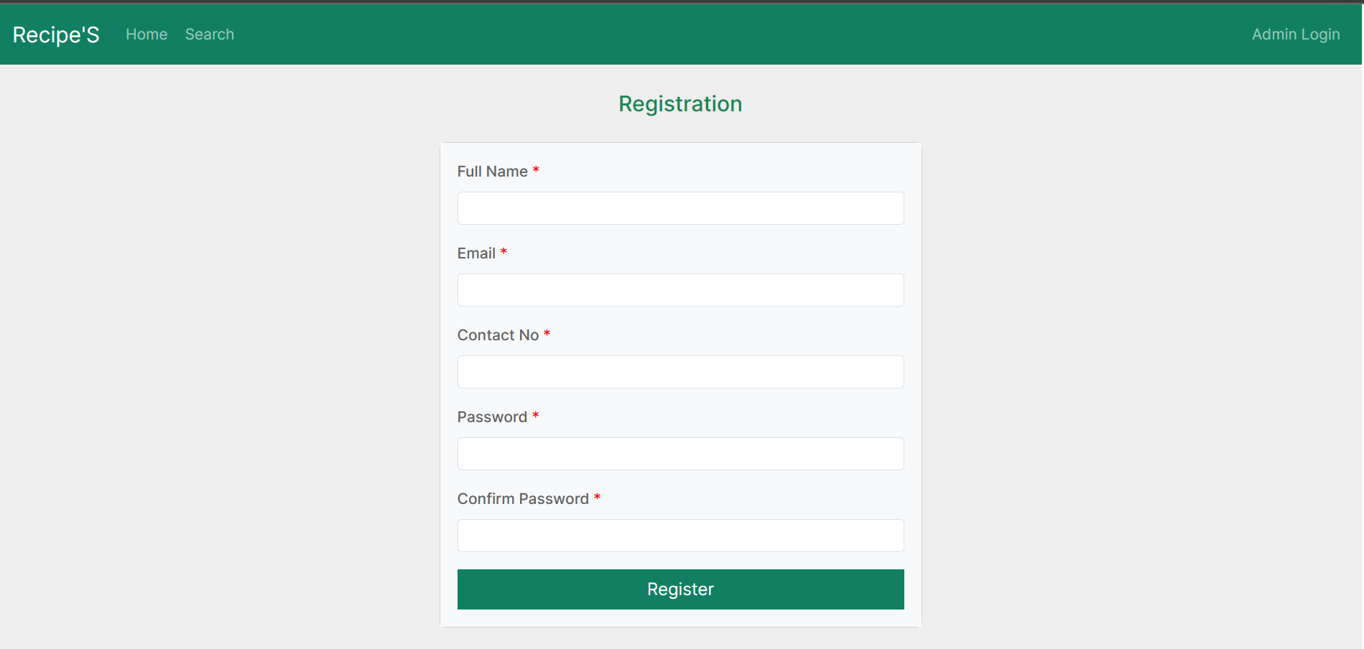 Recipe'S Home Search Admin Login
Registration
Full Name *
Email *
Contact No *
Password *
Confirm Password *
Register